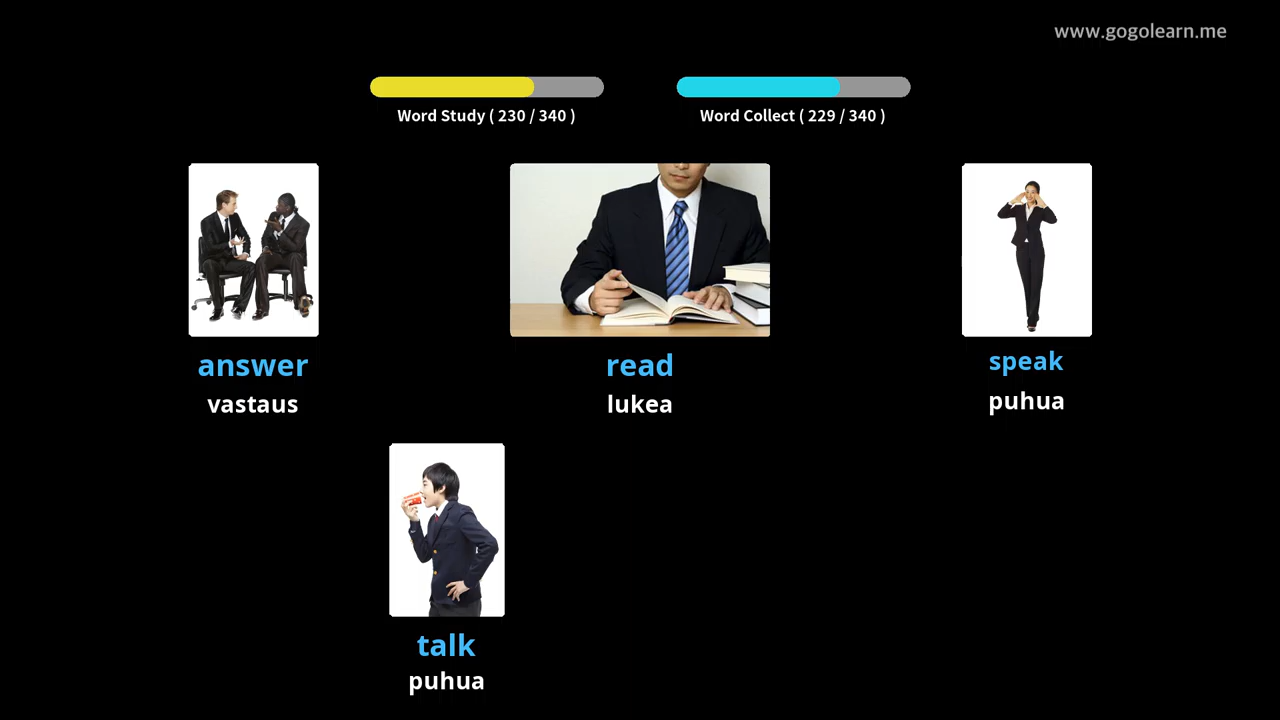 www.gogolearn.me
Word Study ( 230 / 340 )
Word Collect ( 229 / 340 )
answer
vastaus
read
lukea
speak
puhua
talk
puhua